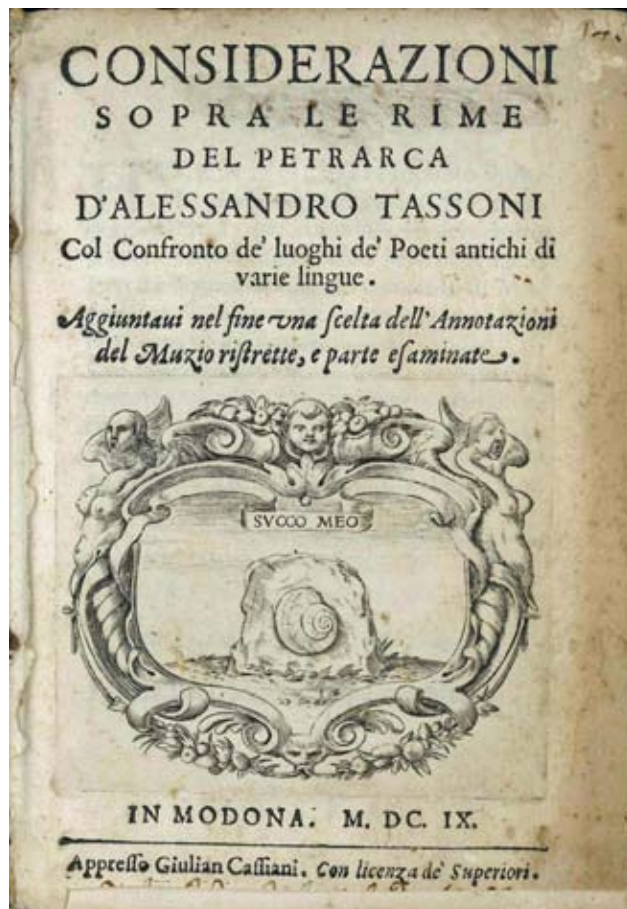 CONSIDERAZIONI
SOPRA LE RIME
DEL PETRARCA
D'ALESSANDRO TASSONI
Col Confronto de' luoghi de' Poeti antichi di
varie lingue.
Aggiuntaui nel fine vna ſcelta dell'Annotazioni
del Muzio riſtrette, e parte eſaminate.
SVCCO MEO
IN MODONA. M. DC. IX.
Appreſſo Giulian Caſſiani. Con licenza de' Superiori.